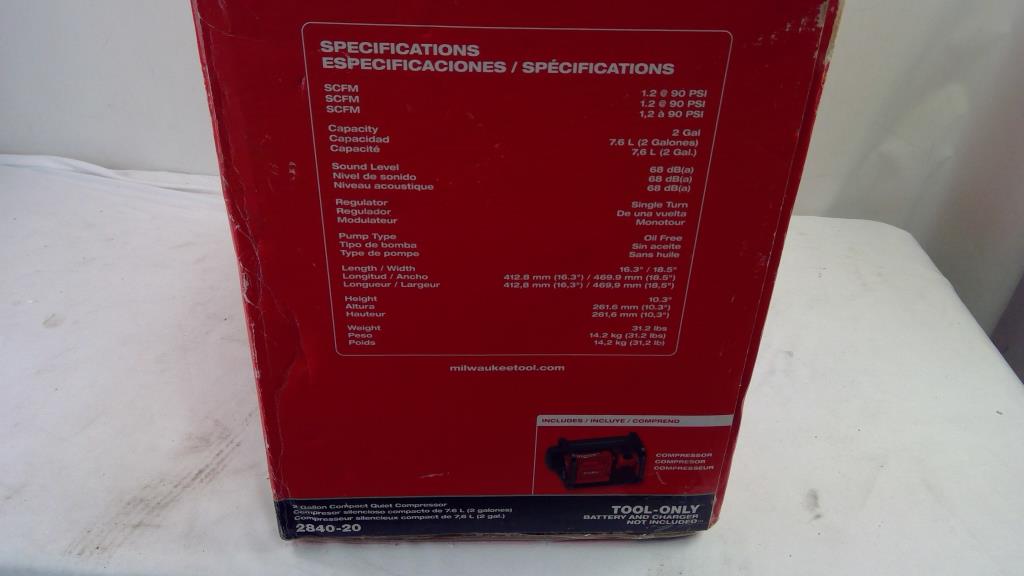 SPECIFICATIONS
ESPECIFICACIONES / SPÉCIFICATIONS
SCFM 1.2 @ 90 PSI
SCFM 1.2 @ 90 PSI
SCFM 1,2 à 90 PSI
Capacity 2 Gal
Capacidad 7.6 L (2 Galones)
Capacité 7,6 L (2 Gal.)
Sound Level 68 dB(a)
Nivel de sonido 68 dB(a)
Niveau acoustique 68 dB(a)
Regulator Single Turn
Regulador De una vuelta
Modulateur Monotour
Pump Type Oil Free
Tipo de bomba Sin aceite
Type de pompe Sans huile
Length / Width 16.3" / 18.5"
Longitud / Ancho 412.8 mm (16.3") / 469.9 mm (18.5")
Longueur / Largeur 412,8 mm (16,3") / 469,9 mm (18,5")
Height 10.3"
Altura 261.6 mm (10.3")
Hauteur 261,6 mm (10,3")
Weight 31.2 lbs
Peso 14.2 kg (31.2 lbs)
Poids 14,2 kg (31,2 lb)
milwaukeetool.com
INCLUDES / INCLUYE / COMPREND
COMPRESSOR
COMPRESOR
COMPRESSEUR
2 Gallon Compact Quiet Compressor
Compresor silencioso compacto de 7.6 L (2 galones)
Compresseur silencieux compact de 7,6 L (2 gal.)
2840-20
TOOL-ONLY
BATTERY AND CHARGER
NOT INCLUDED